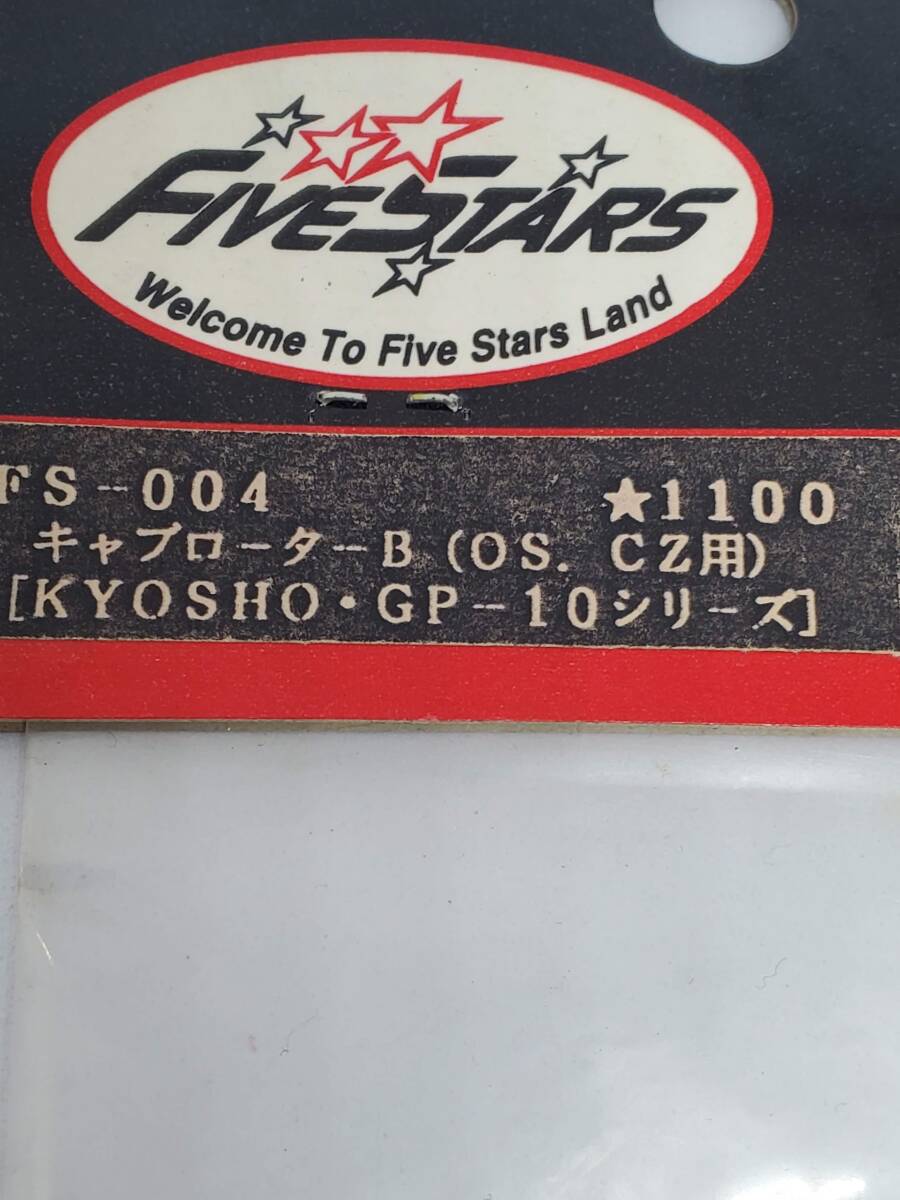 FIVESTARS
Welcome To Five Stars Land
FS-004 ★1100
キャブローターB (OS. CZ用)
[KYOSHO・GP-10シリーズ]